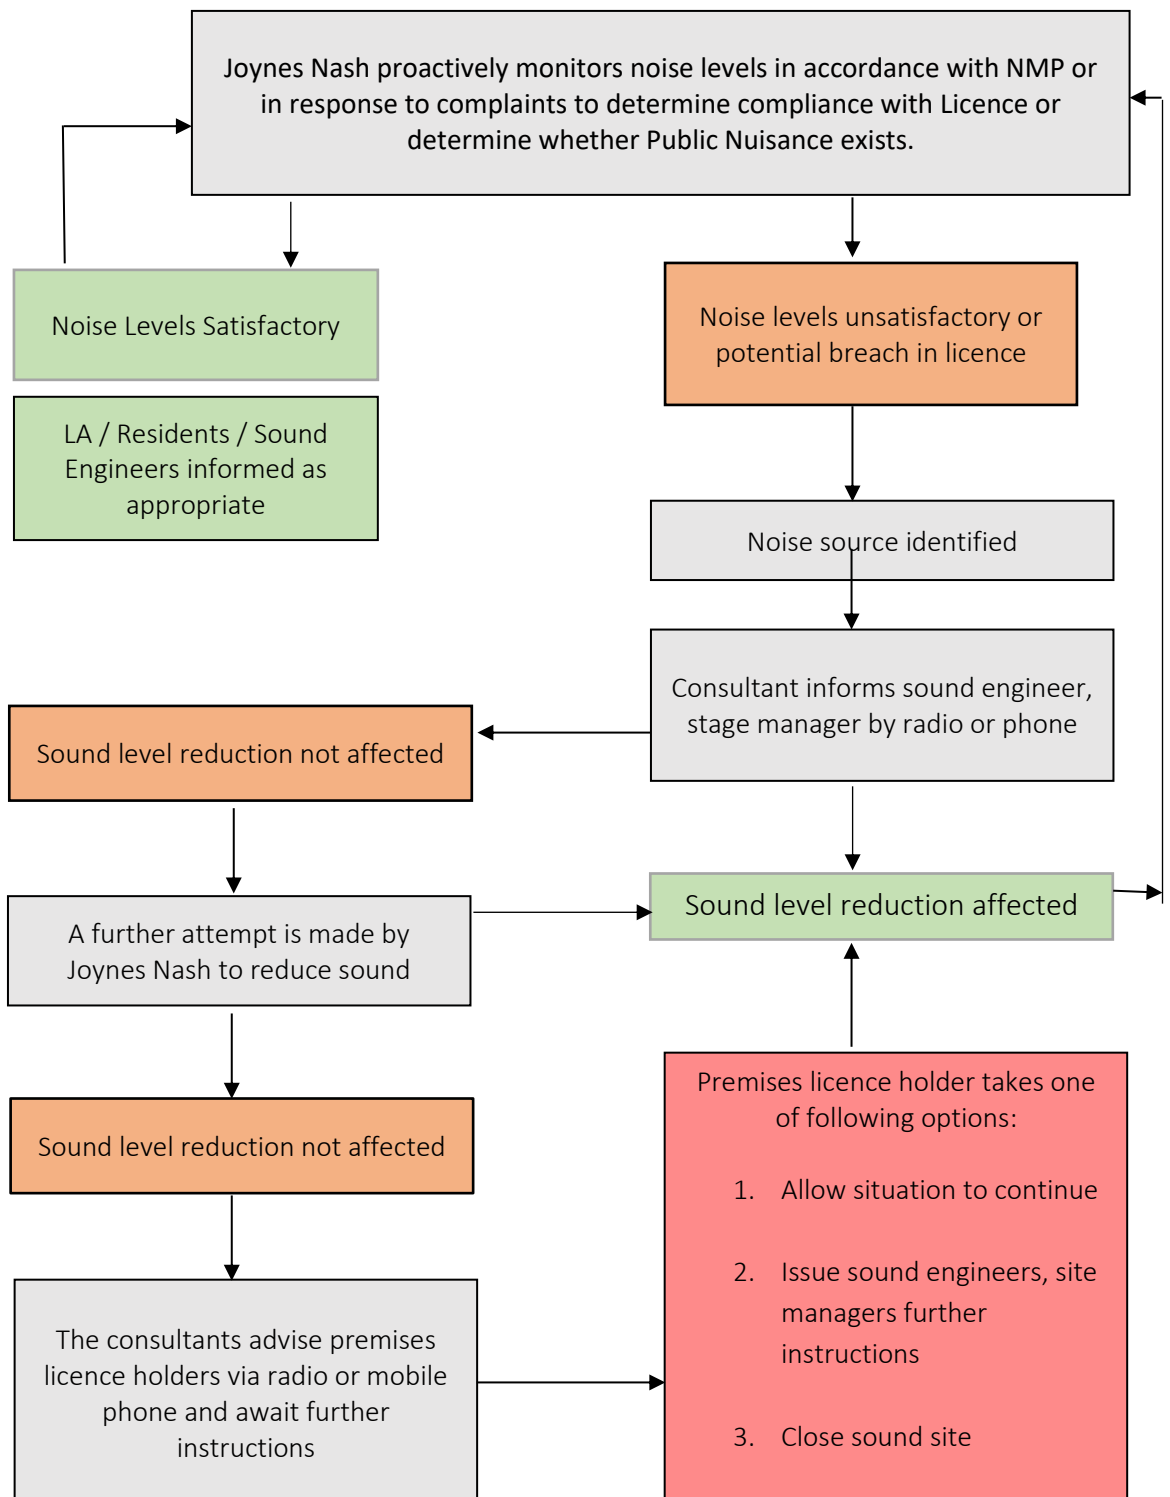 Joynes Nash proactively monitors noise levels in accordance with NMP or
in response to complaints to determine compliance with Licence or
determine whether Public Nuisance exists.
Noise Levels Satisfactory
LA / Residents / Sound
Engineers informed as
appropriate
Noise levels unsatisfactory or
potential breach in licence
Noise source identified
Consultant informs sound engineer,
stage manager by radio or phone
Sound level reduction not affected
Sound level reduction affected
A further attempt is made by
Joynes Nash to reduce sound
Sound level reduction not affected
The consultants advise premises
licence holders via radio or mobile
phone and await further
instructions
Premises licence holder takes one
of following options:
1. Allow situation to continue
2. Issue sound engineers, site
managers further
instructions
3. Close sound site